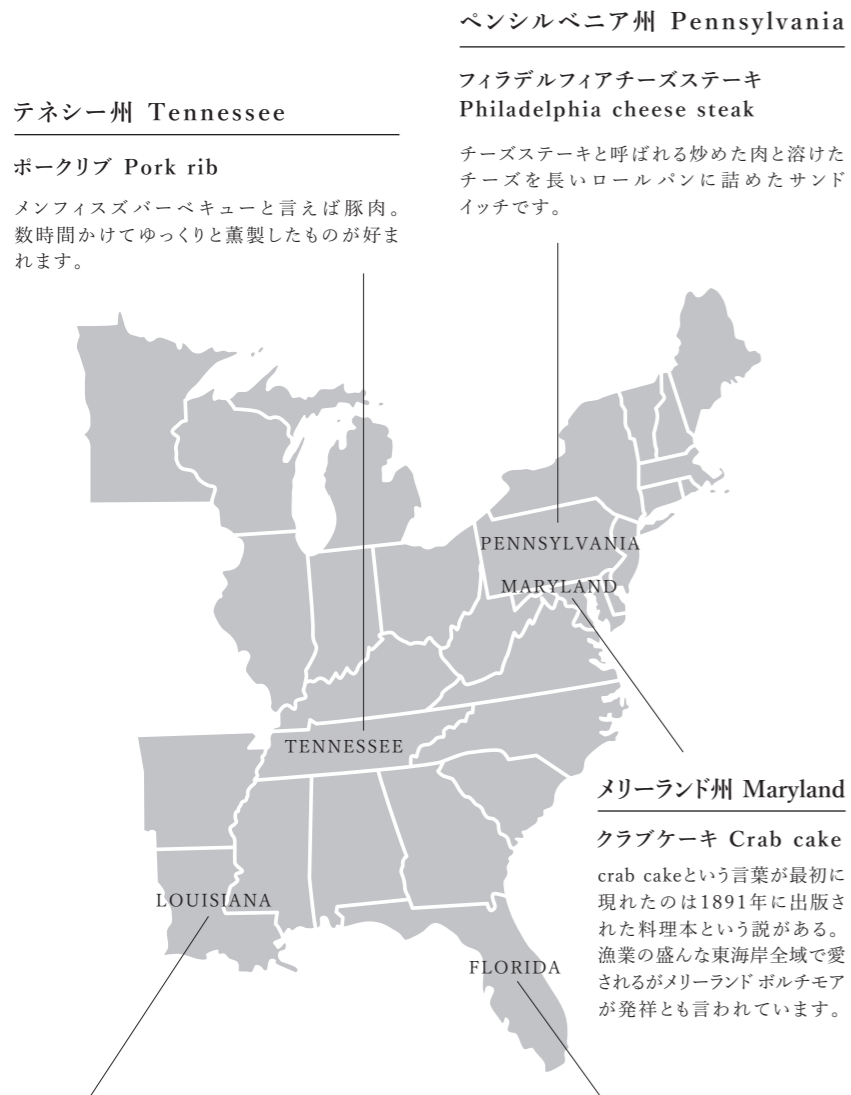 ペンシルベニア州 Pennsylvania
フィラデルフィアチーズステーキ
Philadelphia cheese steak
チーズステーキと呼ばれる炒めた肉と溶けた
チーズを長いロールパンに詰めたサンド
イッチです。
テネシー州 Tennessee
ポークリブ Pork rib
メンフィスズバーベキューと言えば豚肉。
数時間かけてゆっくりと薫製したものが好ま
れます。
PENNSYLVANIA
MARYLAND
TENNESSEE
メリーランド州 Maryland
クラブケーキ Crab cake
crab cakeという言葉が最初に
現れたのは1891年に出版さ
れた料理本という説がある。
漁業の盛んな東海岸全域で愛
されるがメリーランド ボルチモア
が発祥とも言われています。
LOUISIANA
FLORIDA